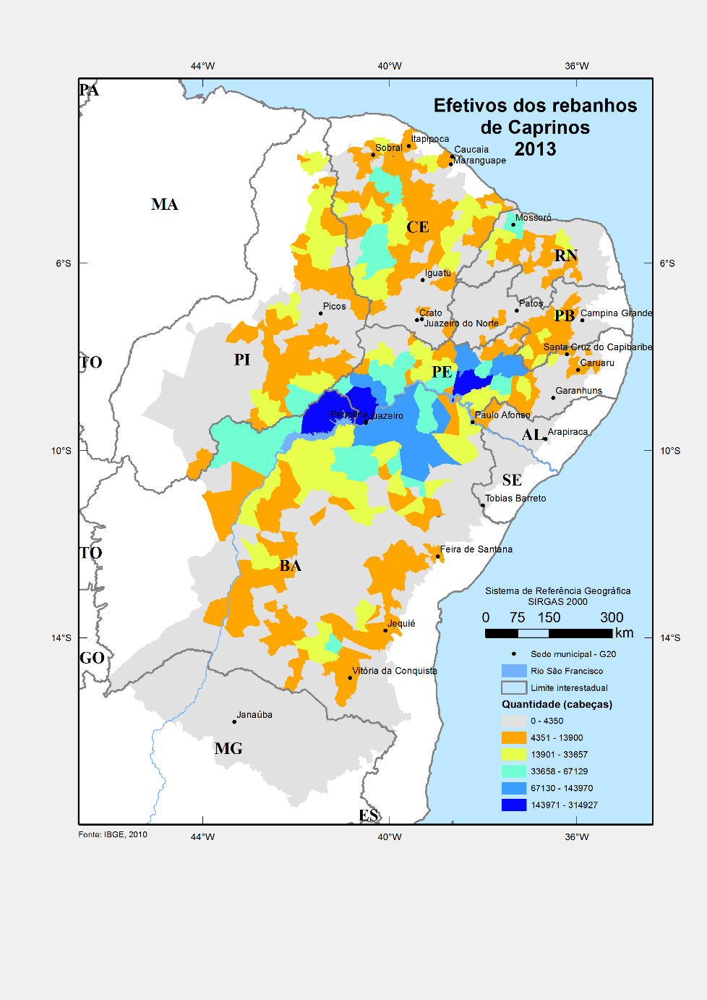 44°W
40°W
36°W
Efetivos dos rebanhos
de Caprinos
2013
PA
Itapipoca
Sobral
Caucaia
Maranguape
MA
Mossoró
CE
RN
6°S
6°S
Iguatu
Picos
Patos
Crato
Juazeiro do Norte
PB
Campina Grande
PI
Santa Cruz do Capibaribe
TO
Caruaru
PE
Garanhuns
Petrolina
Juazeiro
Paulo Afonso
AL
Arapiraca
10°S
10°S
SE
Tobias Barreto
TO
Feira de Santana
BA
Sistema de Referência Geográfica
SIRGAS 2000
0 75 150 300
km
Jequié
14°S
14°S
GO
Sede municipal - G20
Vitória da Conquista
Rio São Francisco
Limite interestadual
Quantidade (cabeças)
Janaúba
0 - 4350
4351 - 13900
MG
13901 - 33657
33658 - 67129
67130 - 143970
143971 - 314927
ES
Fonte: IBGE, 2010
44°W
40°W
36°W